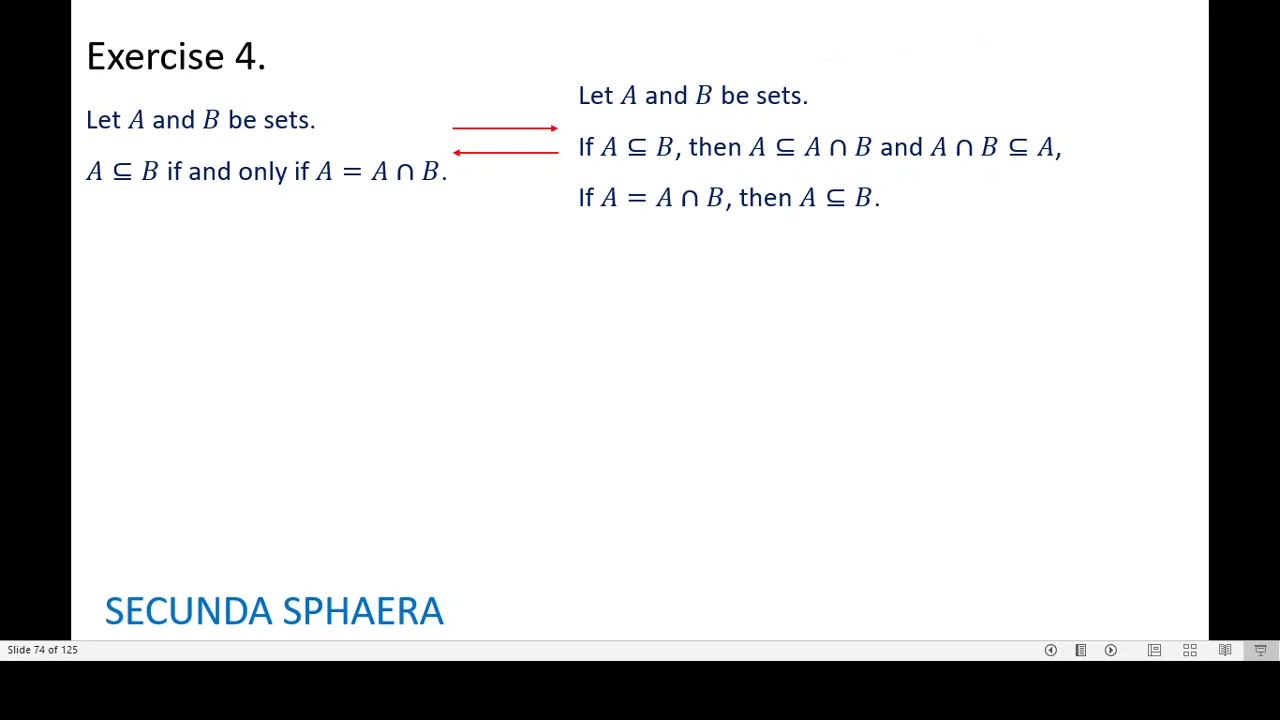 Exercise 4.
Let A and B be sets.
A ⊆ B if and only if A = A ∩ B.
Let A and B be sets.
If A ⊆ B, then A ⊆ A ∩ B and A ∩ B ⊆ A,
If A = A ∩ B, then A ⊆ B.
SECUNDA SPHAERA
Slide 74 of 125